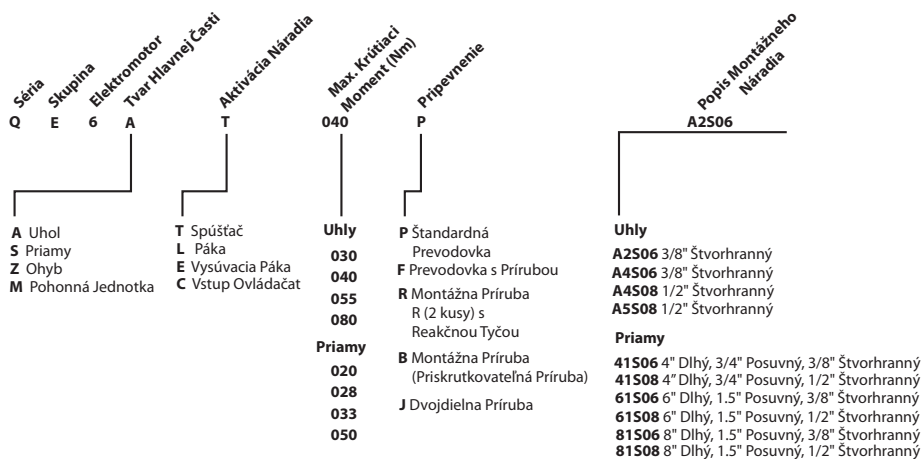 Séria
Skupina
Elektromotor
Tvar Hlavnej Časti
Aktivácia Náradia
Max. Krútiaci
Moment (Nm)
Pripevnenie
Popis Montážneho
Náradia
Q E 6 A T 040 P A2S06
A Uhol
S Priamy
Z Ohyb
M Pohonná Jednotka
T Spúšťač
L Páka
E Vysúvacia Páka
C Vstup Ovládačat
Uhly
030
040
055
080
Priamy
020
028
033
050
P Štandardná
Prevodovka
F Prevodovka s Prírubou
R Montážna Príruba
R (2 kusy) s
Reakčnou Tyčou
B Montážna Príruba
(Priskrutkovateľná Príruba)
J Dvojdielna Príruba
Uhly
A2S06 3/8" Štvorhranný
A4S06 3/8" Štvorhranný
A4S08 1/2" Štvorhranný
A5S08 1/2" Štvorhranný
Priamy
41S06 4" Dlhý, 3/4" Posuvný, 3/8" Štvorhranný
41S08 4” Dlhý, 3/4" Posuvný, 1/2" Štvorhranný
61S06 6" Dlhý, 1.5" Posuvný, 3/8" Štvorhranný
61S08 6" Dlhý, 1.5" Posuvný, 1/2" Štvorhranný
81S06 8" Dlhý, 1.5" Posuvný, 3/8" Štvorhranný
81S08 8" Dlhý, 1.5" Posuvný, 1/2" Štvorhranný